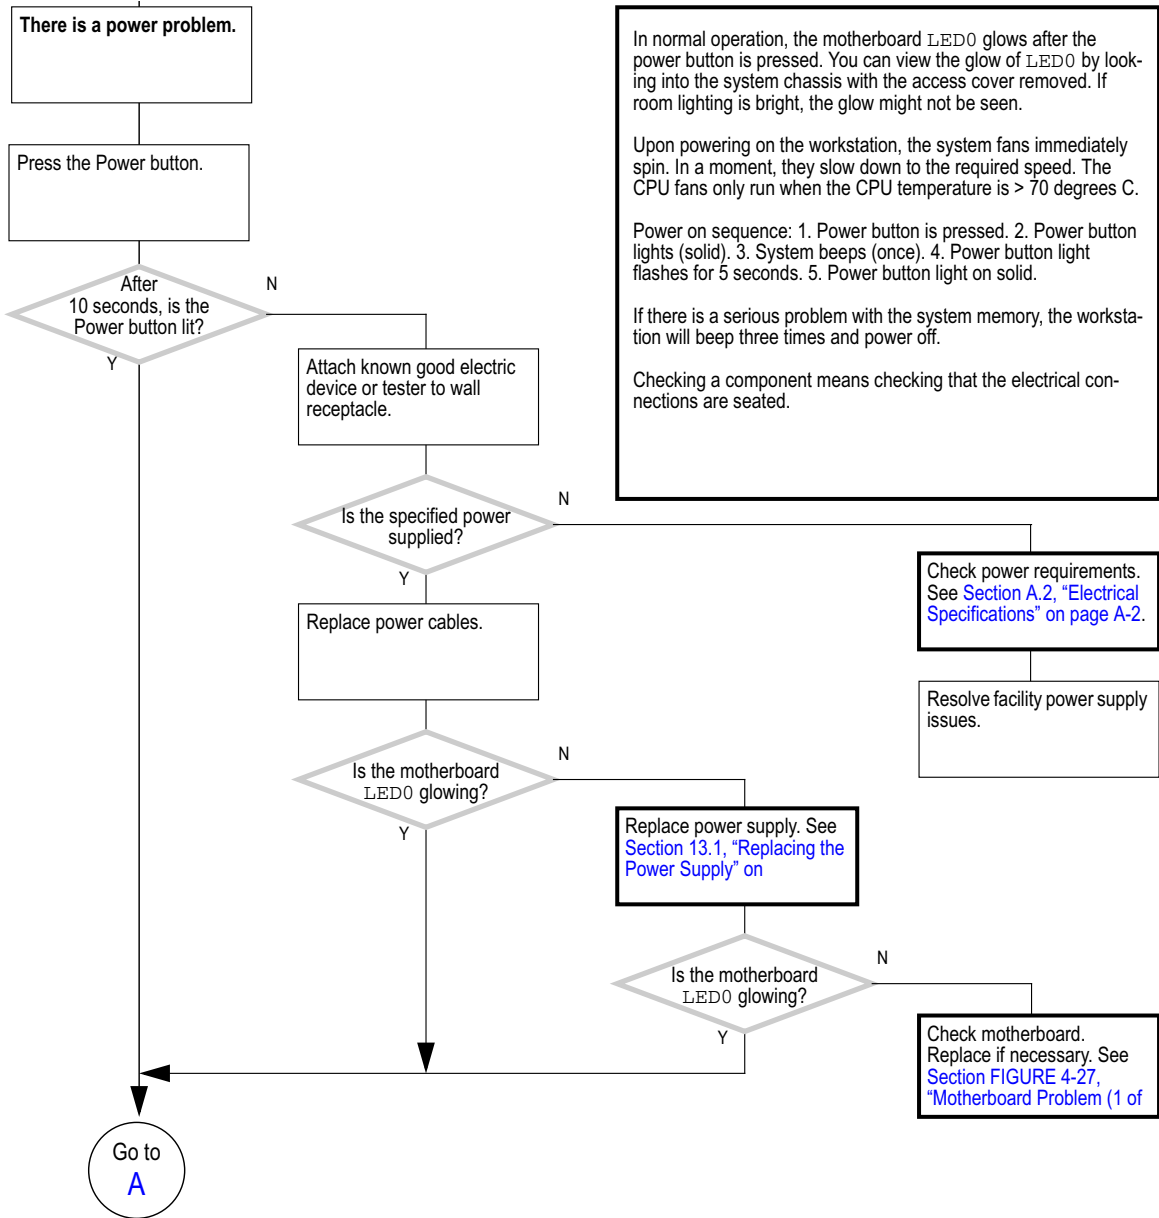 There is a power problem.
Press the Power button.
After
10 seconds, is the
Power button lit?
N
Y
Attach known good electric
device or tester to wall
receptacle.
Is the specified power
supplied?
N
Y
Replace power cables.
Is the motherboard
LED0 glowing?
N
Y
In normal operation, the motherboard LED0 glows after the
power button is pressed. You can view the glow of LED0 by look-
ing into the system chassis with the access cover removed. If
room lighting is bright, the glow might not be seen.
Upon powering on the workstation, the system fans immediately
spin. In a moment, they slow down to the required speed. The
CPU fans only run when the CPU temperature is > 70 degrees C.
Power on sequence: 1. Power button is pressed. 2. Power button
lights (solid). 3. System beeps (once). 4. Power button light
flashes for 5 seconds. 5. Power button light on solid.
If there is a serious problem with the system memory, the worksta-
tion will beep three times and power off.
Checking a component means checking that the electrical con-
nections are seated.
Check power requirements.
See Section A.2, “Electrical
Specifications” on page A-2.
Resolve facility power supply
issues.
Replace power supply. See
Section 13.1, “Replacing the
Power Supply” on
Is the motherboard
LED0 glowing?
N
Y
Check motherboard.
Replace if necessary. See
Section FIGURE 4-27,
“Motherboard Problem (1 of
Go to
A